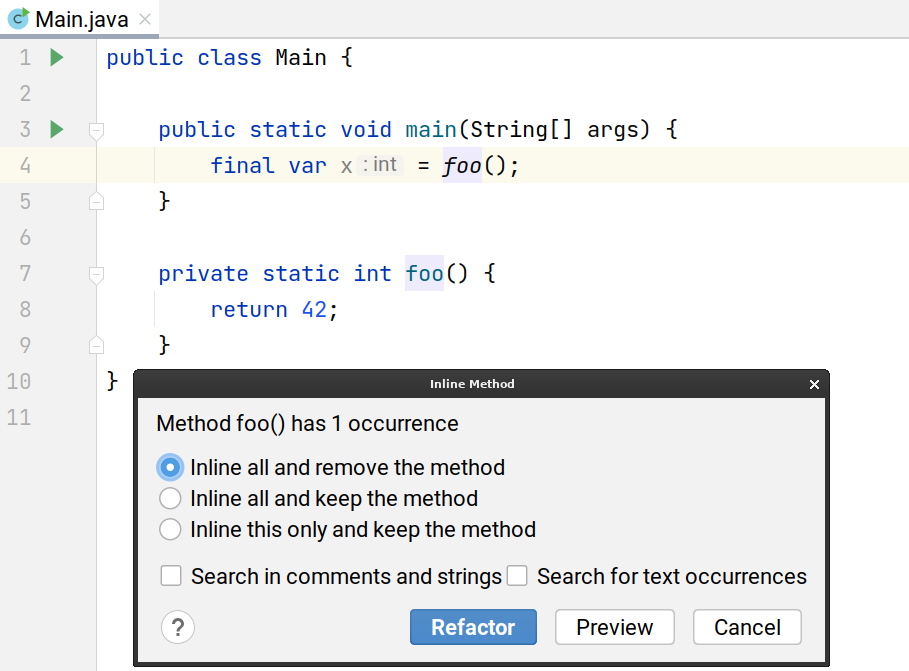 Main.java
1 public class Main {
2
3 public static void main(String[] args) {
4 final var x : int = foo();
5 }
6
7 private static int foo() {
8 return 42;
9 }
10 }
11
Inline Method
Method foo() has 1 occurrence
Inline all and remove the method
Inline all and keep the method
Inline this only and keep the method
Search in comments and strings Search for text occurrences
? Refactor Preview Cancel